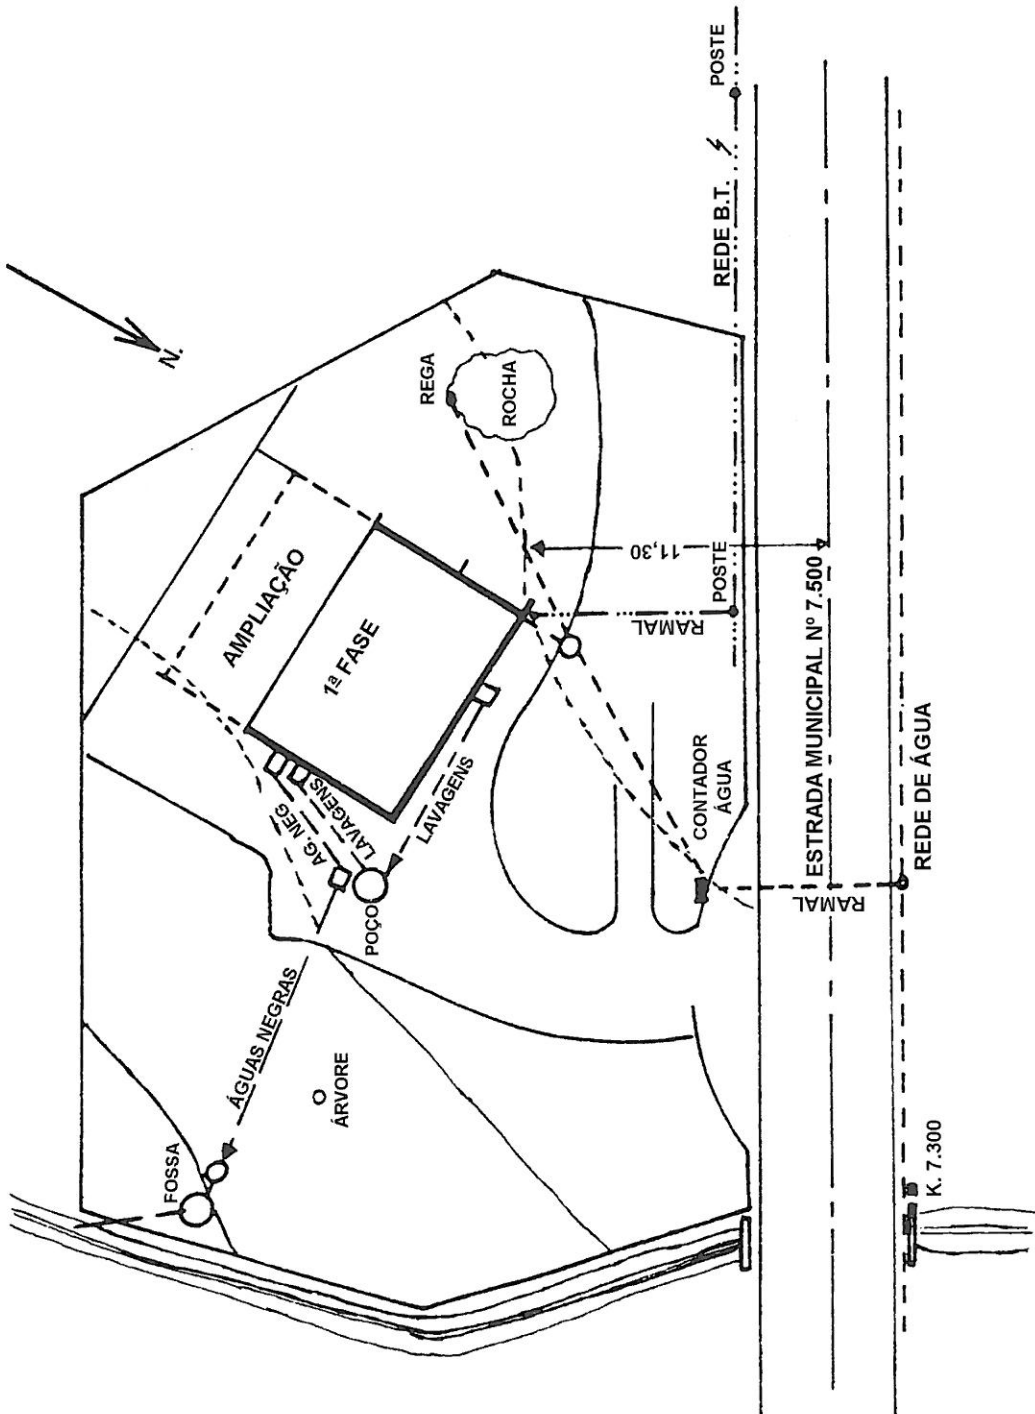 N.
POSTE
REDE B.T.
REGA
ROCHA
AMPLIAÇÃO
1ª FASE
11,30
POSTE
RAMAL
ESTRADA MUNICIPAL Nº 7.500
CONTADOR
ÁGUA
LAVAGENS
LAVAGENS
AG. NEG
POÇO
RAMAL
REDE DE ÁGUA
ÁGUAS NEGRAS
ÁRVORE
FOSSA
K. 7.300